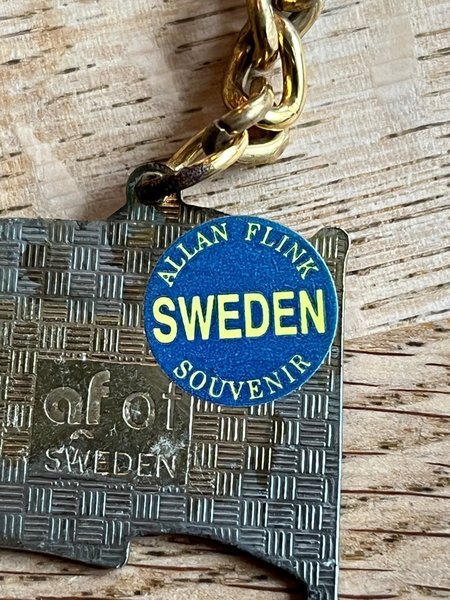 ALLAN FLINK
SWEDEN
SOUVENIR
af of
SWEDEN